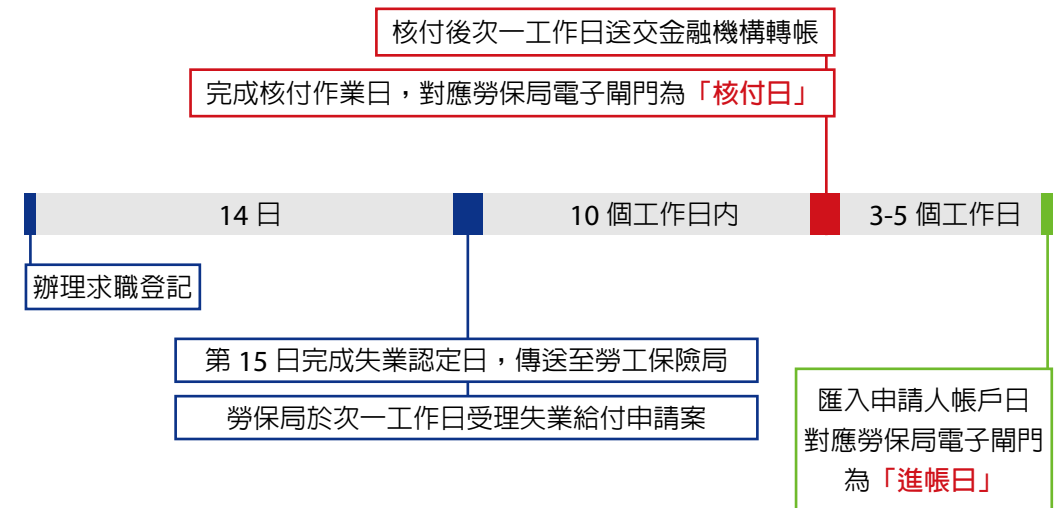 核付後次一工作日送交金融機構轉帳
完成核付作業日，對應勞保局電子閘門為「核付日」
14 日
10 個工作日内
3-5 個工作日
辦理求職登記
第 15 日完成失業認定日，傳送至勞工保險局
勞保局於次一工作日受理失業給付申請案
匯入申請人帳戶日
對應勞保局電子閘門
為「進帳日」